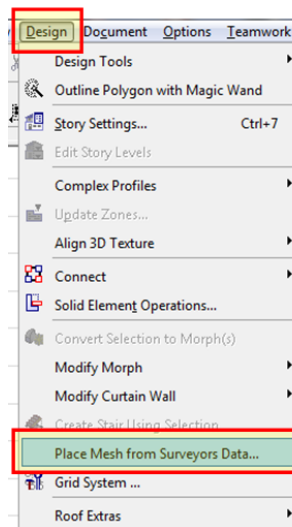 Design Document Options Teamwork
Design Tools
Outline Polygon with Magic Wand
Story Settings... Ctrl+7
Edit Story Levels
Complex Profiles
Update Zones...
Align 3D Texture
Connect
Solid Element Operations...
Convert Selection to Morph(s)
Modify Morph
Modify Curtain Wall
Create Stair Using Selection
Place Mesh from Surveyors Data...
Grid System ...
Roof Extras